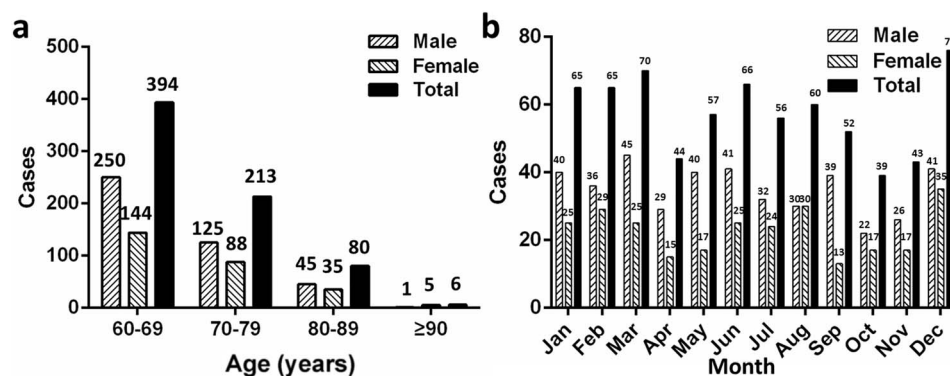 a
500
400
300
200
100
0
Cases
Male
Female
Total
250
144
394
125
88
213
45
35
80
1
5
6
60-69
70-79
80-89
≥90
Age (years)
b
80
60
40
20
0
Cases
Male
Female
Total
40
25
65
36
29
65
45
25
70
29
15
44
40
17
57
41
25
66
32
24
56
30
30
60
39
13
52
22
17
39
26
17
43
41
35
Jan
Feb
Mar
Apr
May
Jun
Jul
Aug
Sep
Oct
Nov
Dec
Month